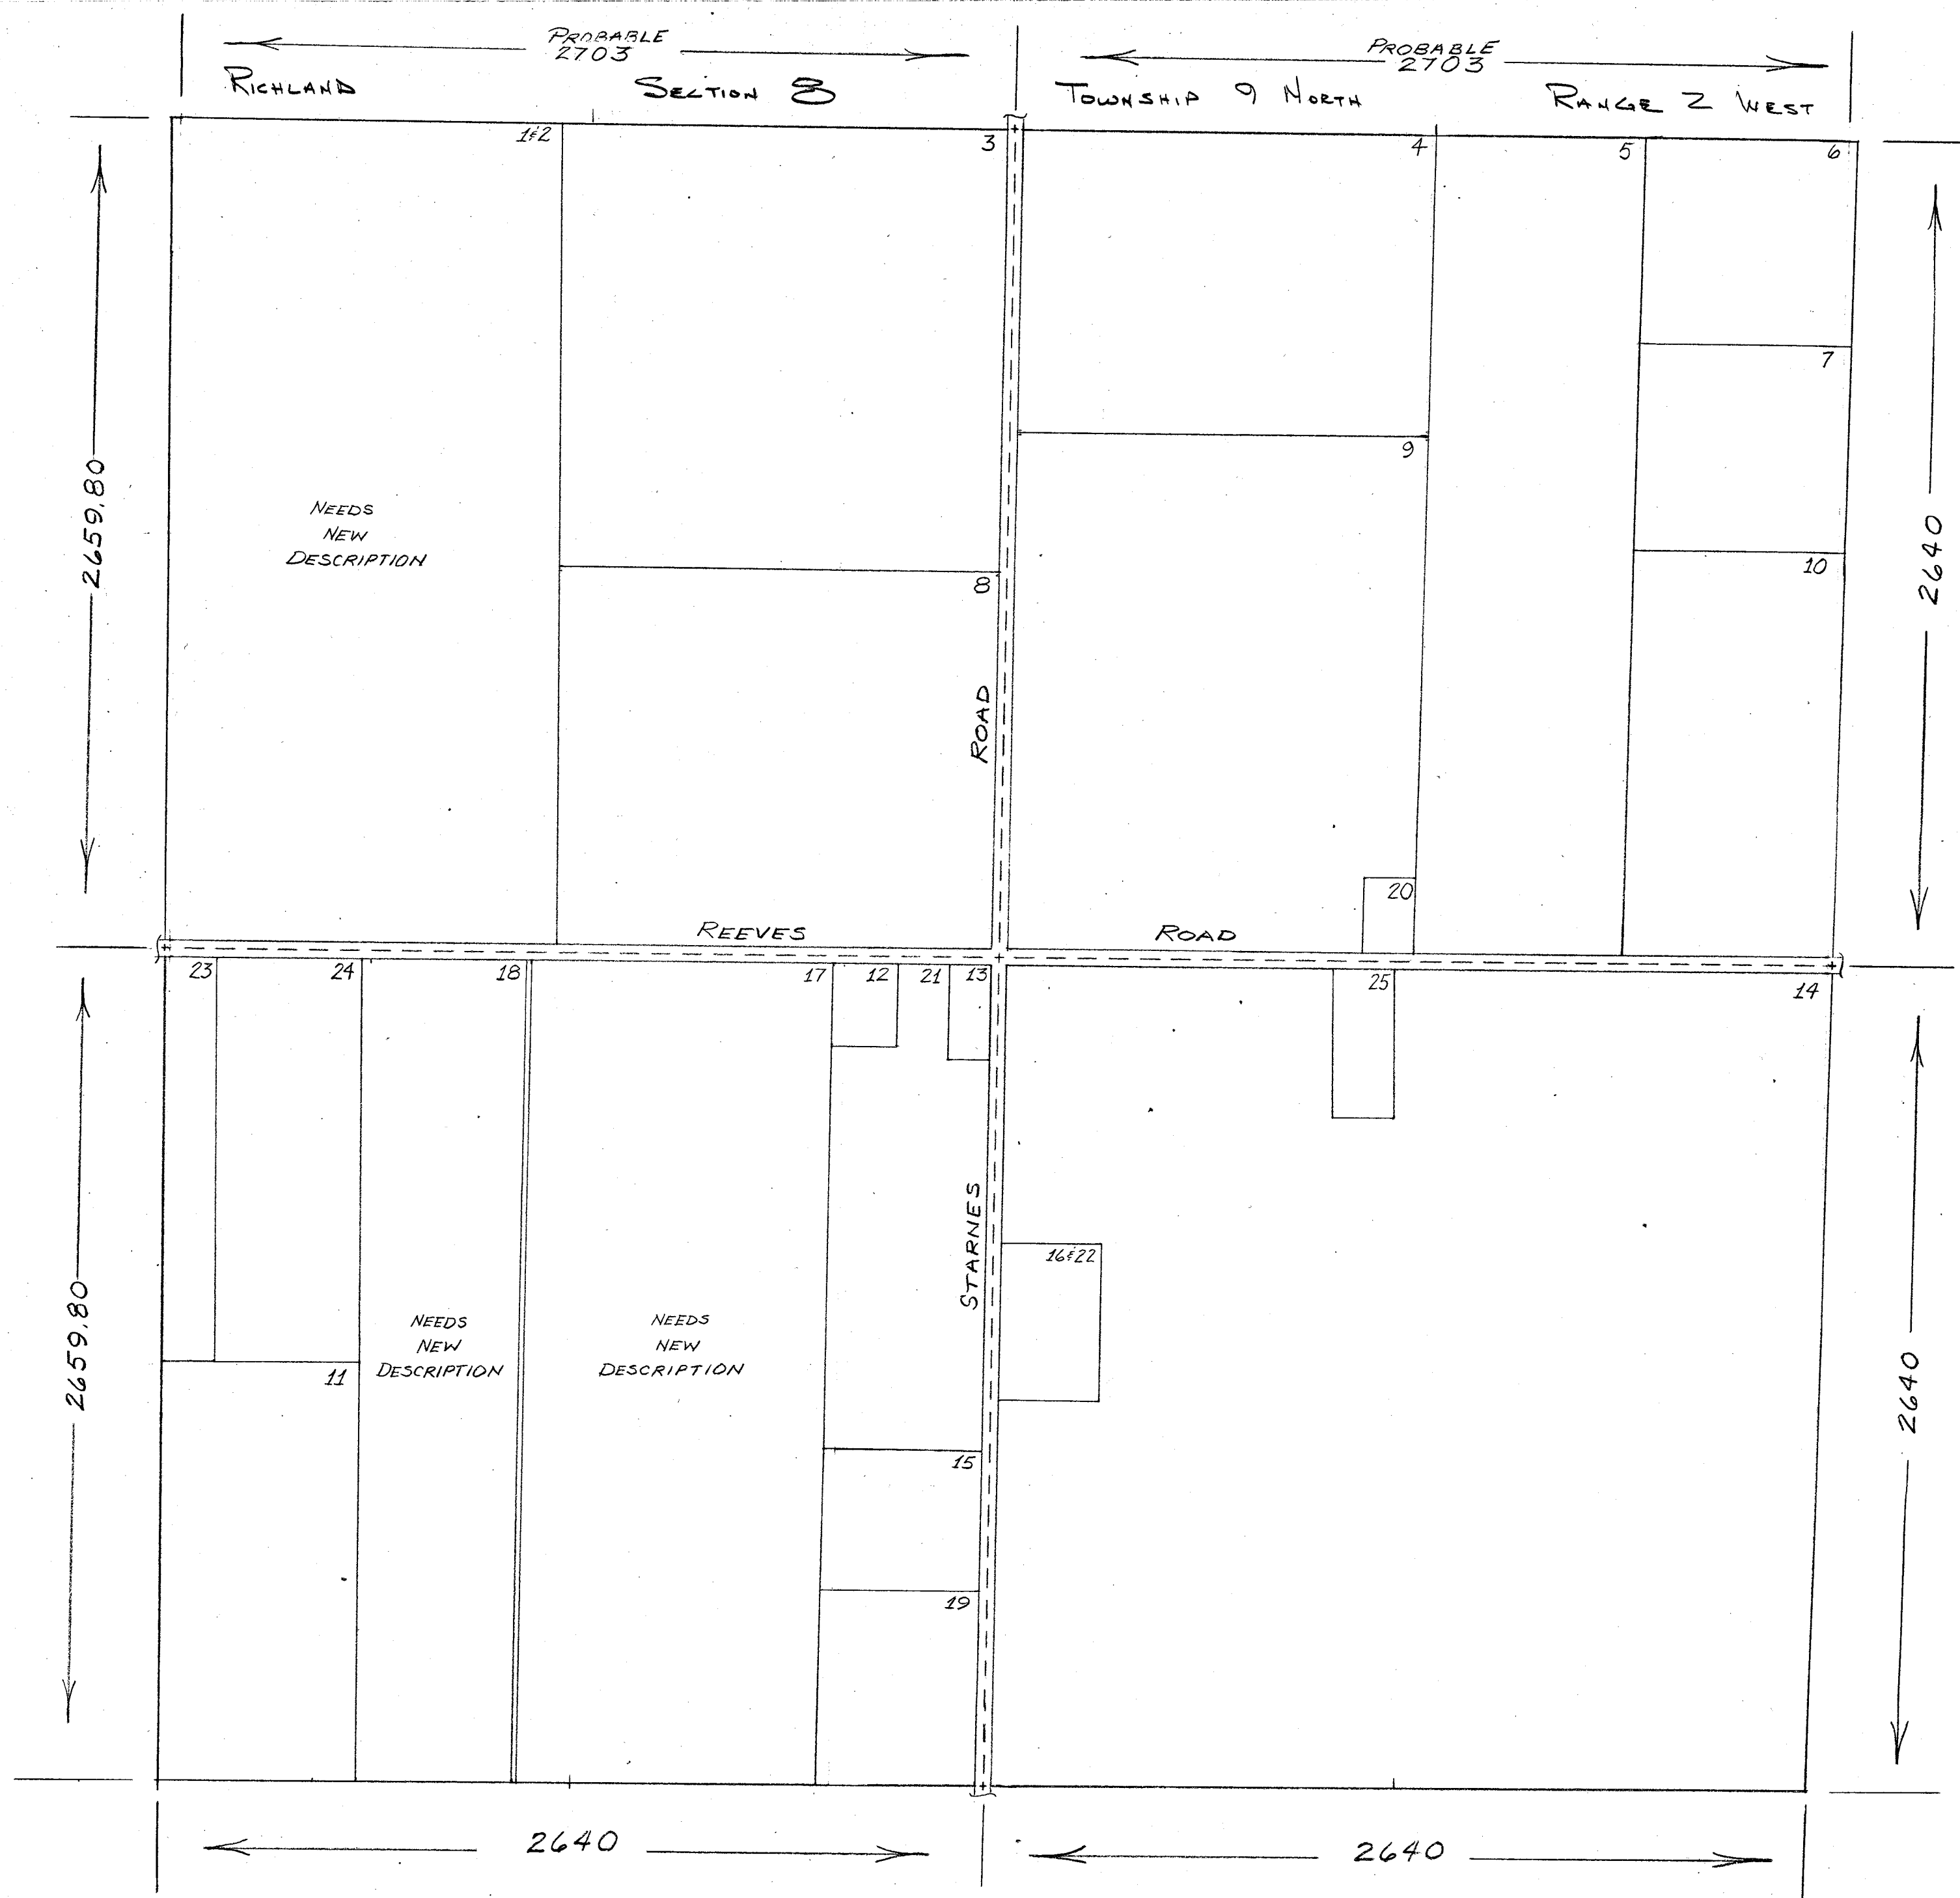 PROBABLE
2703
PROBABLE
2703
RICHLAND SECTION 8 TOWNSHIP 9 NORTH RANGE 2 WEST
1&2
3
4
5
6
7
9
2659.80
NEEDS
NEW
DESCRIPTION
2640
10
8
ROAD
20
REEVES
ROAD
23
24
18
17
12
21
13
25
14
STARNES
16&22
2659.80
NEEDS
NEW
DESCRIPTION
NEEDS
NEW
DESCRIPTION
2640
11
15
19
2640
2640